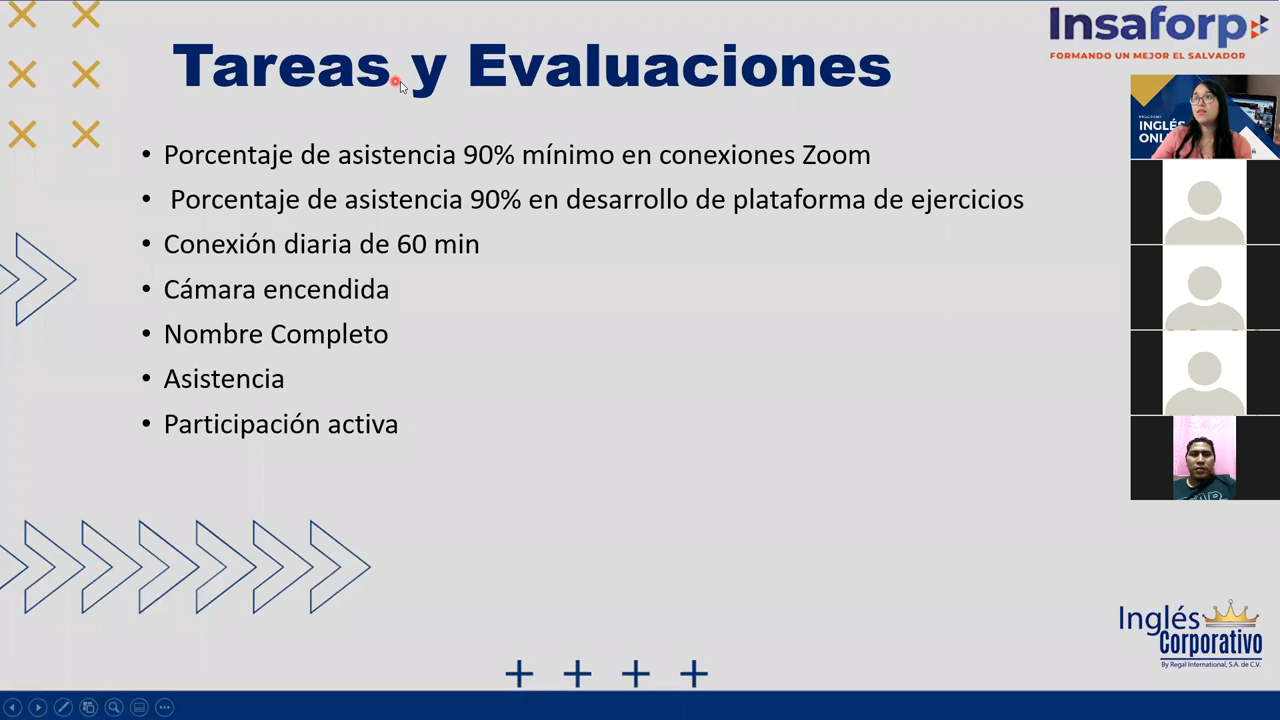 Insaforp
FORMANDO UN MEJOR EL SALVADOR
Tareas y Evaluaciones
• Porcentaje de asistencia 90% mínimo en conexiones Zoom
• Porcentaje de asistencia 90% en desarrollo de plataforma de ejercicios
• Conexión diaria de 60 min
• Cámara encendida
• Nombre Completo
• Asistencia
• Participación activa
PROGRAMA
INGLÉS
ONL
Inglés
Corporativo
By Regal International, S.A. de C.V.